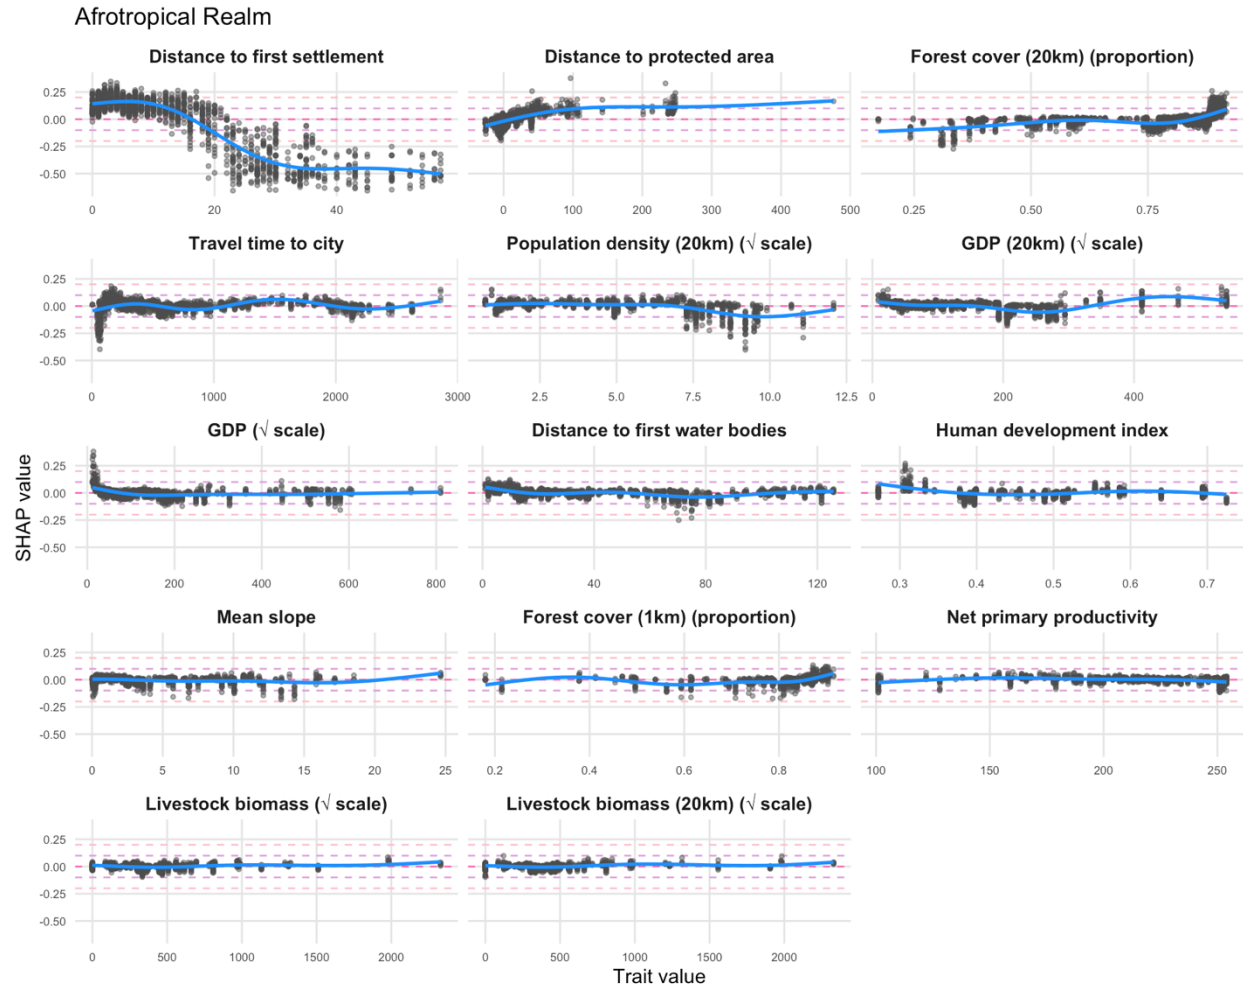 Afrotropical Realm
Distance to first settlement
Distance to protected area
Forest cover (20km) (proportion)
0.25
0.00
-0.25
-0.50
0 20 40
0 100 200 300 400 500
0.25 0.50 0.75
Travel time to city
Population density (20km) (√ scale)
GDP (20km) (√ scale)
0.25
0.00
-0.25
-0.50
0 1000 2000 3000
2.5 5.0 7.5 10.0 12.5
0 200 400
GDP (√ scale)
Distance to first water bodies
Human development index
0.25
0.00
-0.25
-0.50
0 200 400 600 800
0 40 80 120
0.3 0.4 0.5 0.6 0.7
SHAP value
Mean slope
Forest cover (1km) (proportion)
Net primary productivity
0.25
0.00
-0.25
-0.50
0 5 10 15 20 25
0.2 0.4 0.6 0.8
100 150 200 250
Livestock biomass (√ scale)
Livestock biomass (20km) (√ scale)
0.25
0.00
-0.25
-0.50
0 500 1000 1500 2000
0 500 1000 1500 2000
Trait value